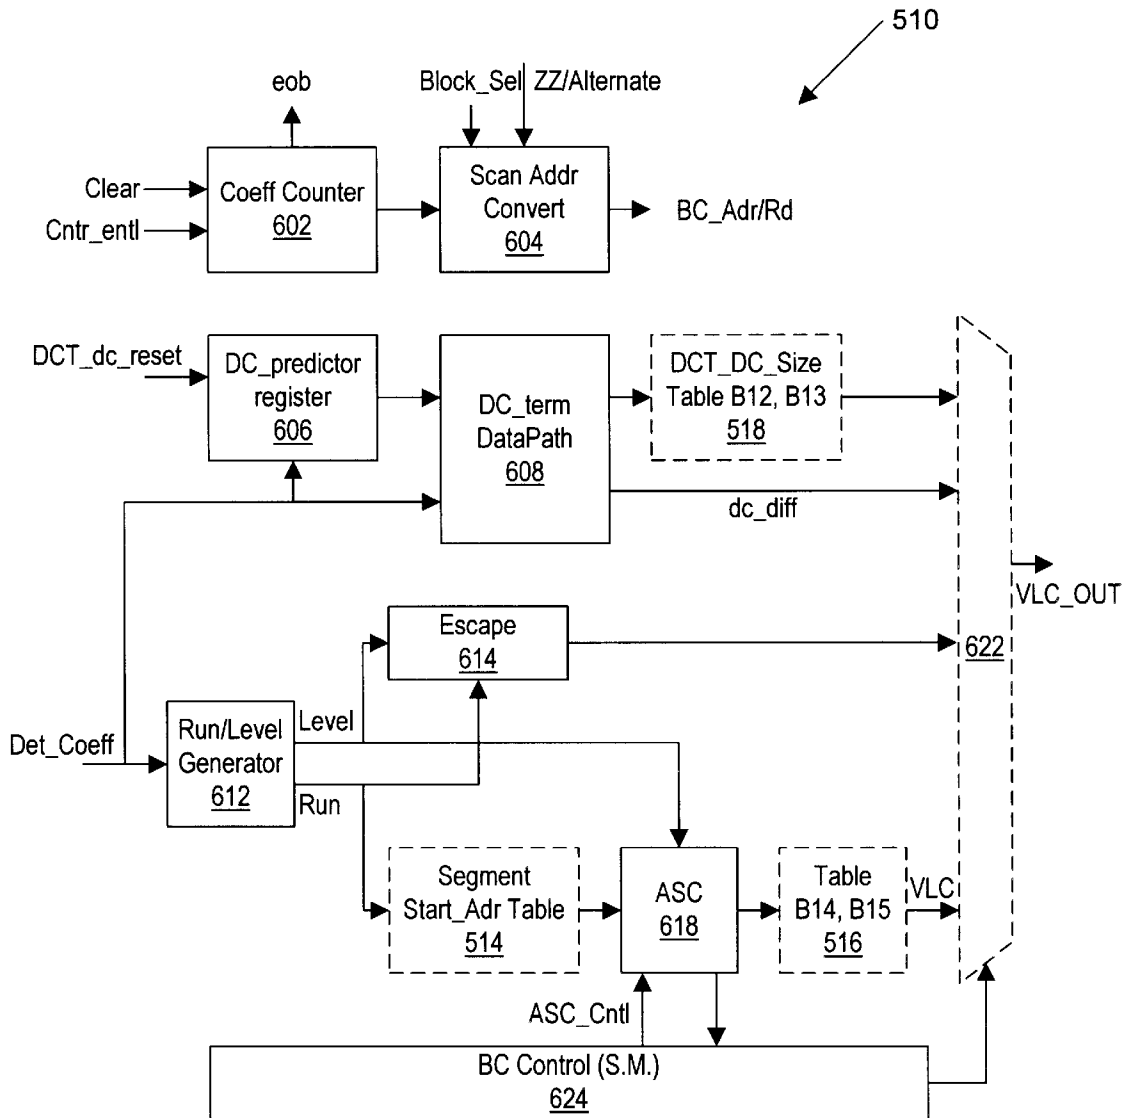 510
eob
Block_Sel
ZZ/Alternate
Clear
Cntr_entl
Coeff Counter
602
Scan Addr
Convert
604
BC_Adr/Rd
DCT_dc_reset
DC_predictor
register
606
DC_term
DataPath
608
DCT_DC_Size
Table B12, B13
518
dc_diff
VLC_OUT
Escape
614
622
Det_Coeff
Run/Level
Generator
612
Level
Run
Segment
Start_Adr Table
514
ASC
618
Table
B14, B15
516
VLC
ASC_Cntl
BC Control (S.M.)
624